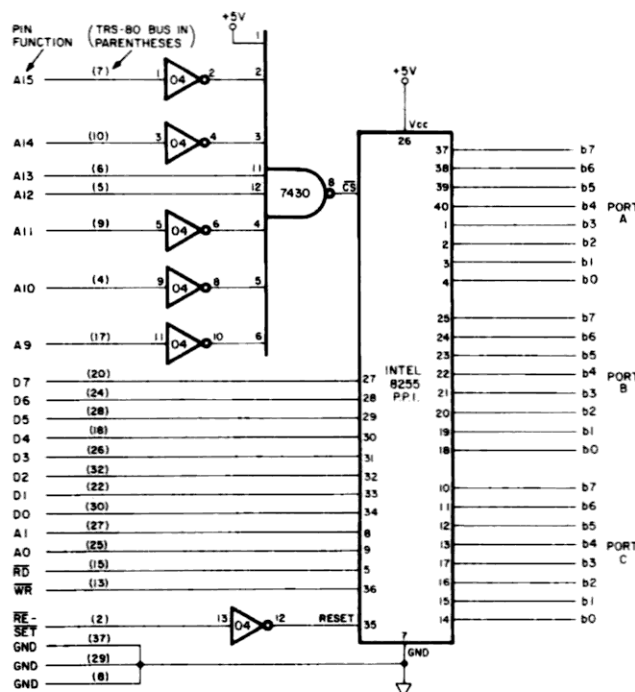 PIN FUNCTION (TRS-80 BUS IN PARENTHESES)
+5V
1
A15 (7) 1 04 2 2
A14 (10) 3 04 4 3
A13 (6) 11
A12 (5) 12
7430 8 CS
A11 (9) 5 04 6 4
A10 (4) 9 04 8 5
A9 (17) 11 04 10 6
D7 (20) 27
D6 (24) 28
D5 (28) 29
D4 (18) 30
D3 (26) 31
D2 (32) 32
D1 (22) 33
D0 (30) 34
A1 (27) 8
A0 (25) 9
RD (15) 5
WR (13) 36
RE-SET (2) 13 04 12 RESET 35
GND (37)
GND (29)
GND (8)
+5V
Vcc
26
INTEL
8255
P.P.I.
37 b7
38 b6
39 b5
40 b4
1 b3
2 b2
3 b1
4 b0
PORT
A
25 b7
24 b6
23 b5
22 b4
21 b3
20 b2
19 b1
18 b0
PORT
B
10 b7
11 b6
12 b5
13 b4
17 b3
16 b2
15 b1
14 b0
PORT
C
7
GND